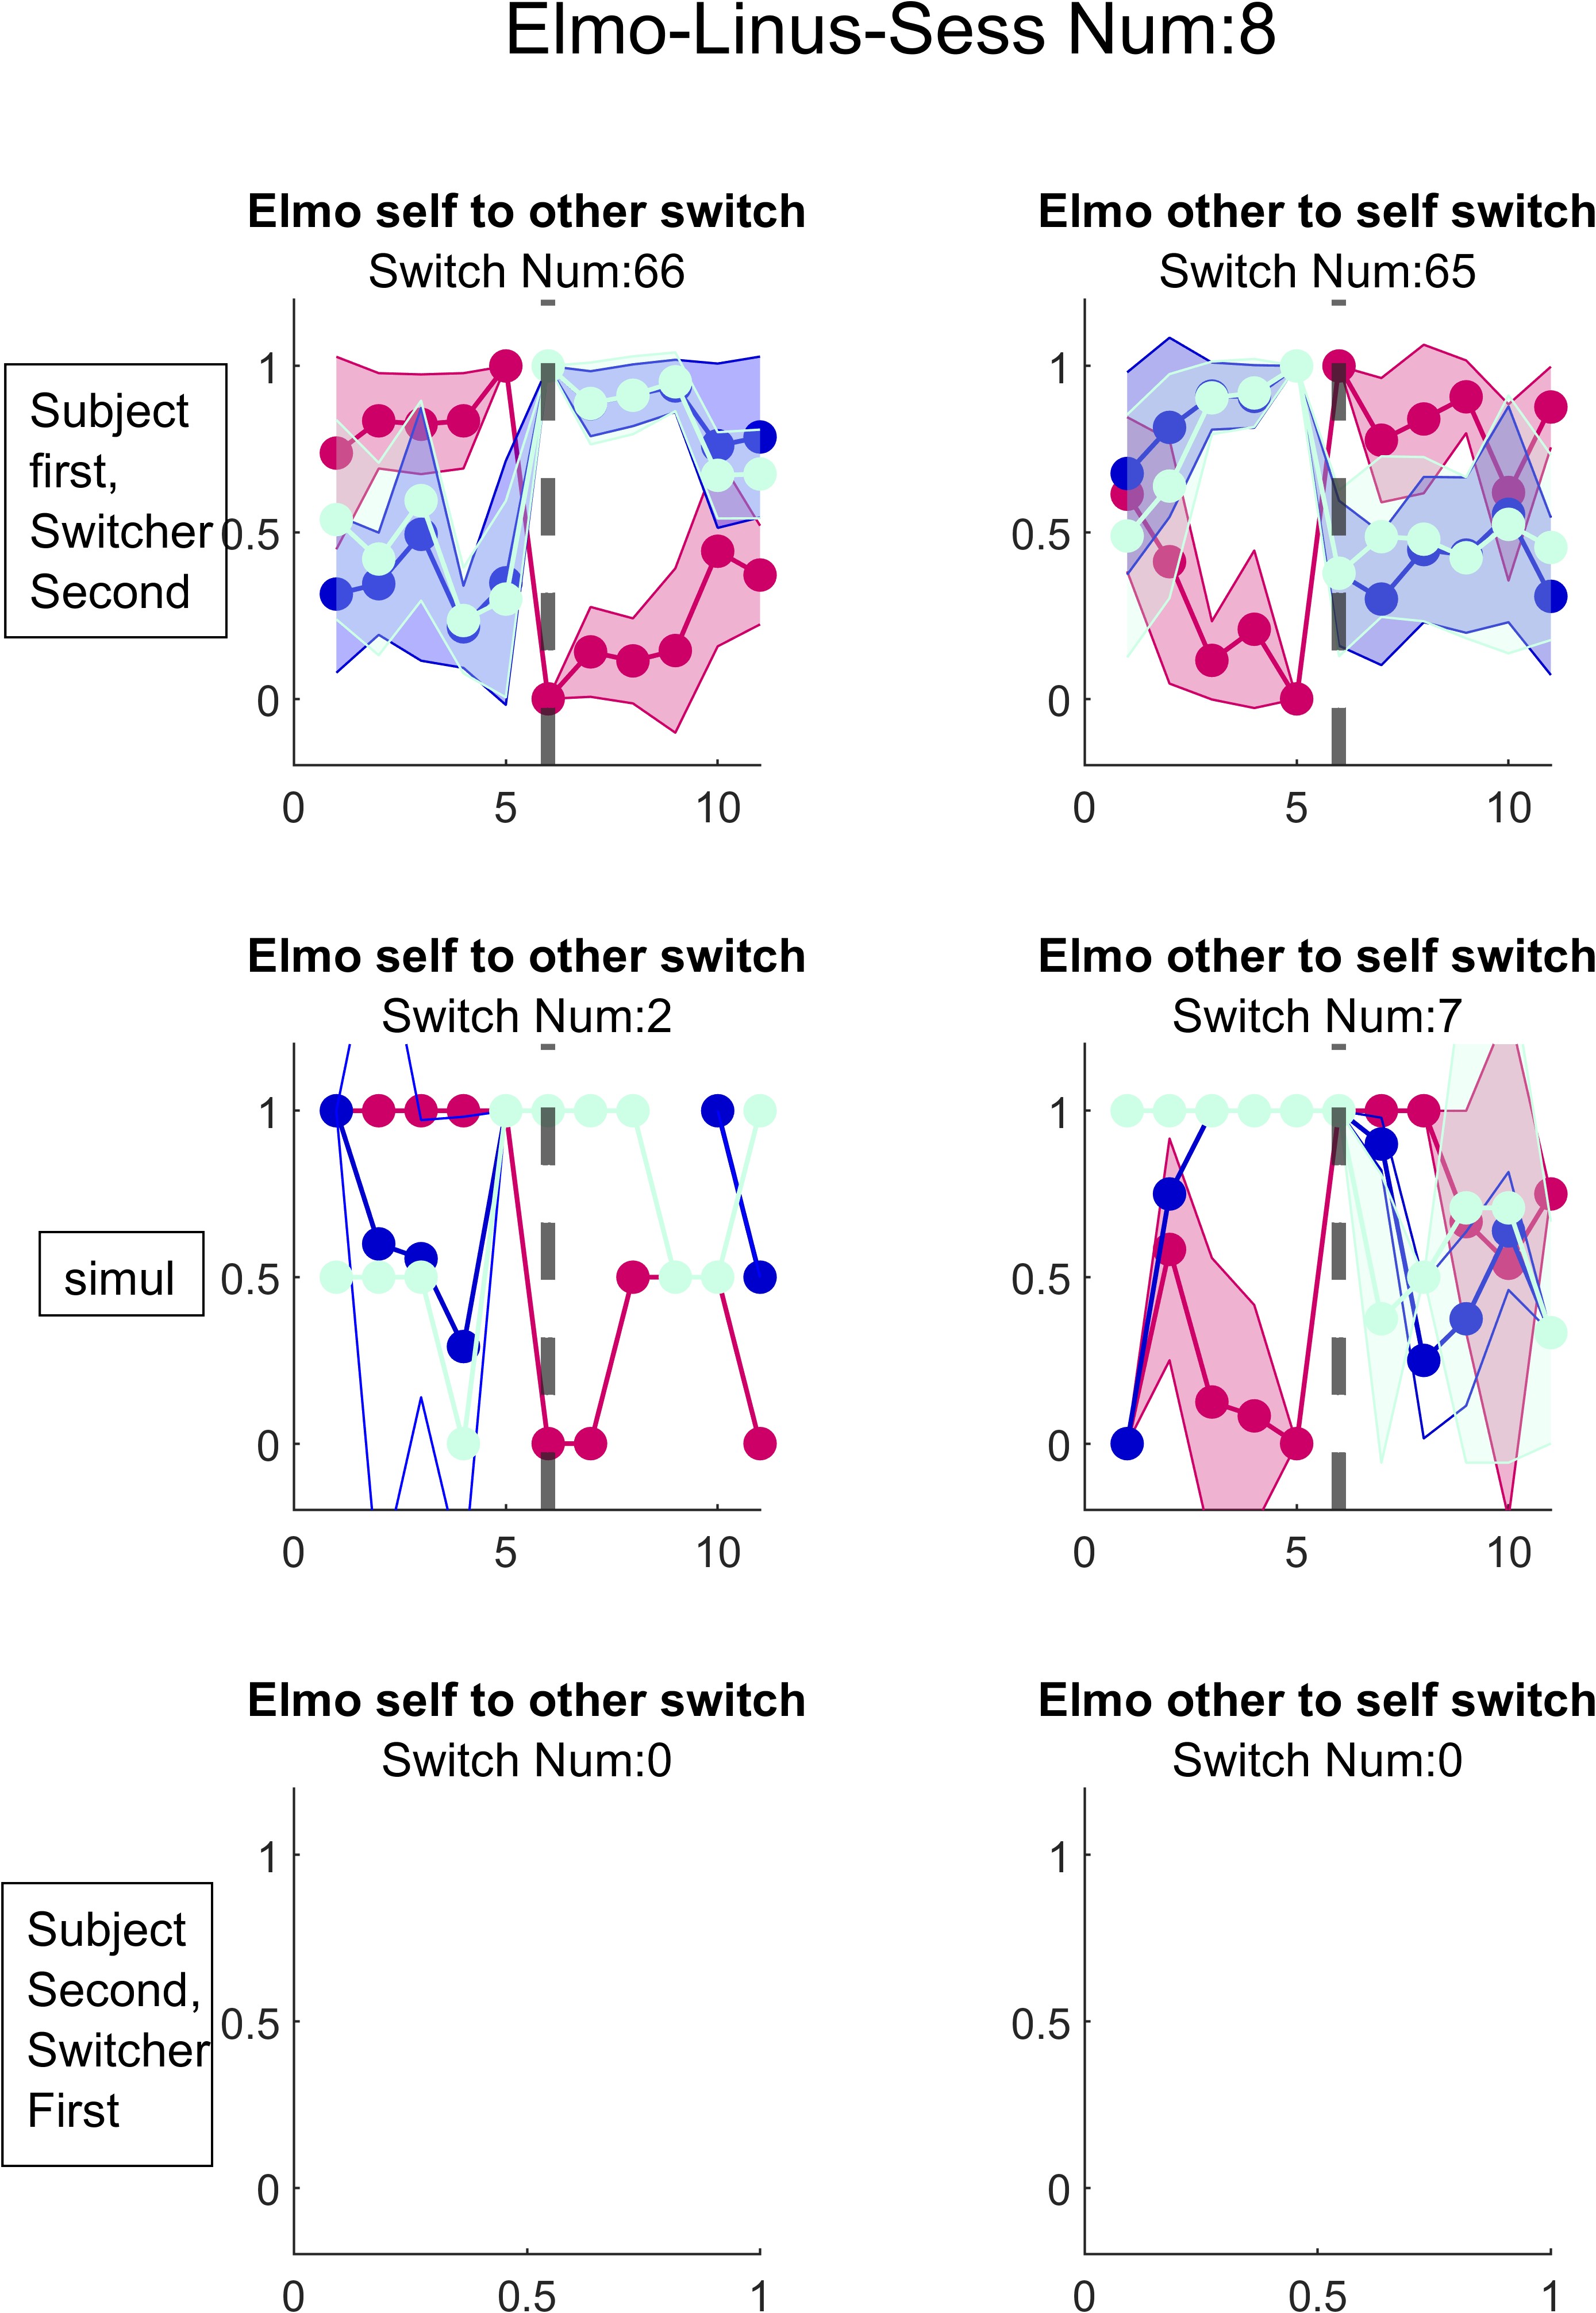 Elmo-Linus-Sess Num:8
Elmo self to other switch
Switch Num:66
Elmo other to self switch
Switch Num:65
Subject
first,
Switcher
Second
1
0.5
0
0
5
10
1
0.5
0
0
5
10
Elmo self to other switch
Switch Num:2
Elmo other to self switch
Switch Num:7
simul
1
0.5
0
0
5
10
1
0.5
0
0
5
10
Elmo self to other switch
Switch Num:0
Elmo other to self switch
Switch Num:0
Subject
Second,
Switcher
First
1
0.5
0
0
0.5
1
1
0.5
0
0
0.5
1